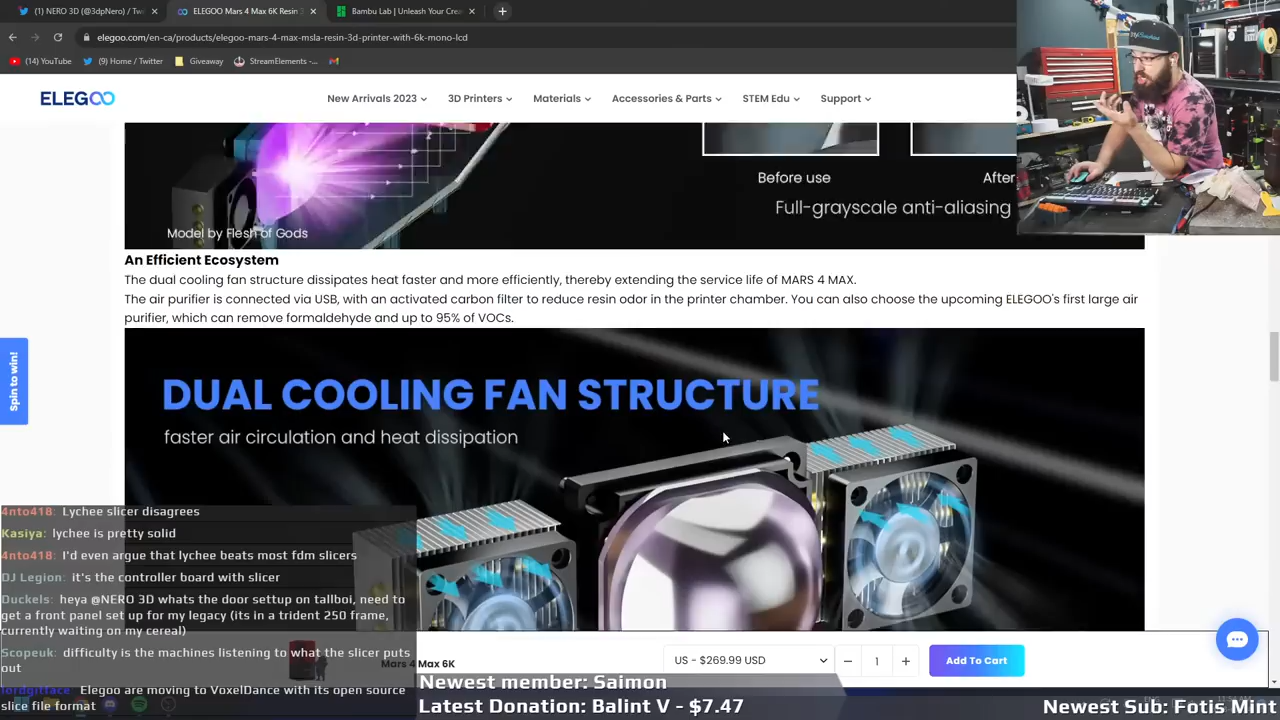 (1) NERO 3D (@3dpNero) / Twe
ELEGOO Mars 4 Max 6K Resin 3
Bambu Lab | Unleash Your Cre
elegoo.com/en-ca/products/elegoo-mars-4-max-msla-resin-3d-printer-with-6k-mono-lcd
(14) YouTube
(9) Home / Twitter
Giveaway
StreamElements -...
ELEGOO
New Arrivals 2023
3D Printers
Materials
Accessories & Parts
STEM Edu
Support
Before use
After
Full-grayscale anti-aliasing
Model by Flesh of Gods
An Efficient Ecosystem
The dual cooling fan structure dissipates heat faster and more efficiently, thereby extending the service life of MARS 4 MAX.
The air purifier is connected via USB, with an activated carbon filter to reduce resin odor in the printer chamber. You can also choose the upcoming ELEGOO's first large air
purifier, which can remove formaldehyde and up to 95% of VOCs.
Spin to win!
DUAL COOLING FAN STRUCTURE
faster air circulation and heat dissipation
4nto418: Lychee slicer disagrees
Kasiya: lychee is pretty solid
4nto418: I'd even argue that lychee beats most fdm slicers
DJ Legion: it's the controller board with slicer
Duckels: heya @NERO 3D whats the door settup on tallboi, need to
get a front panel set up for my legacy (its in a trident 250 frame,
currently waiting on my cereal)
Scopeuk: difficulty is the machines listening to what the slicer puts
out
lordgitface: Elegoo are moving to VoxelDance with its open source
slice file format
Mars 4 Max 6K
US - $269.99 USD
− 1 +
Add To Cart
Newest member: Saimon
Latest Donation: Balint V - $7.47
Newest Sub: Fotis Mint